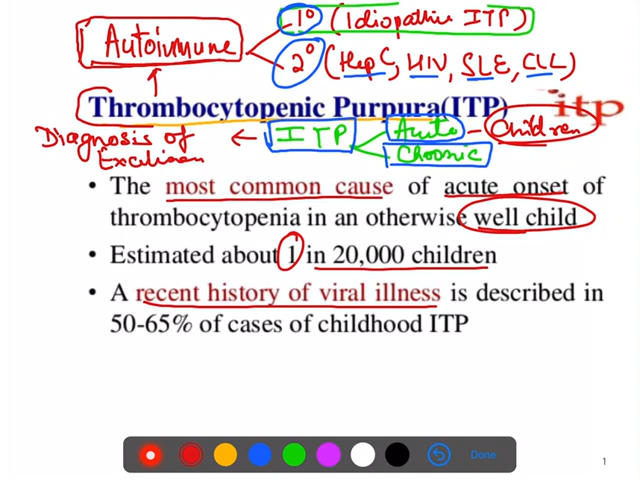 Autoimmune
1° (Idiopathic ITP)
2° (Hep C, HIV, SLE, CLL)
Thrombocytopenic Purpura(ITP)
itp
Diagnosis of Exclusion ← ITP
Acute - Children
Chronic
• The most common cause of acute onset of
thrombocytopenia in an otherwise well child
• Estimated about 1 in 20,000 children
• A recent history of viral illness is described in
50-65% of cases of childhood ITP
Done
1